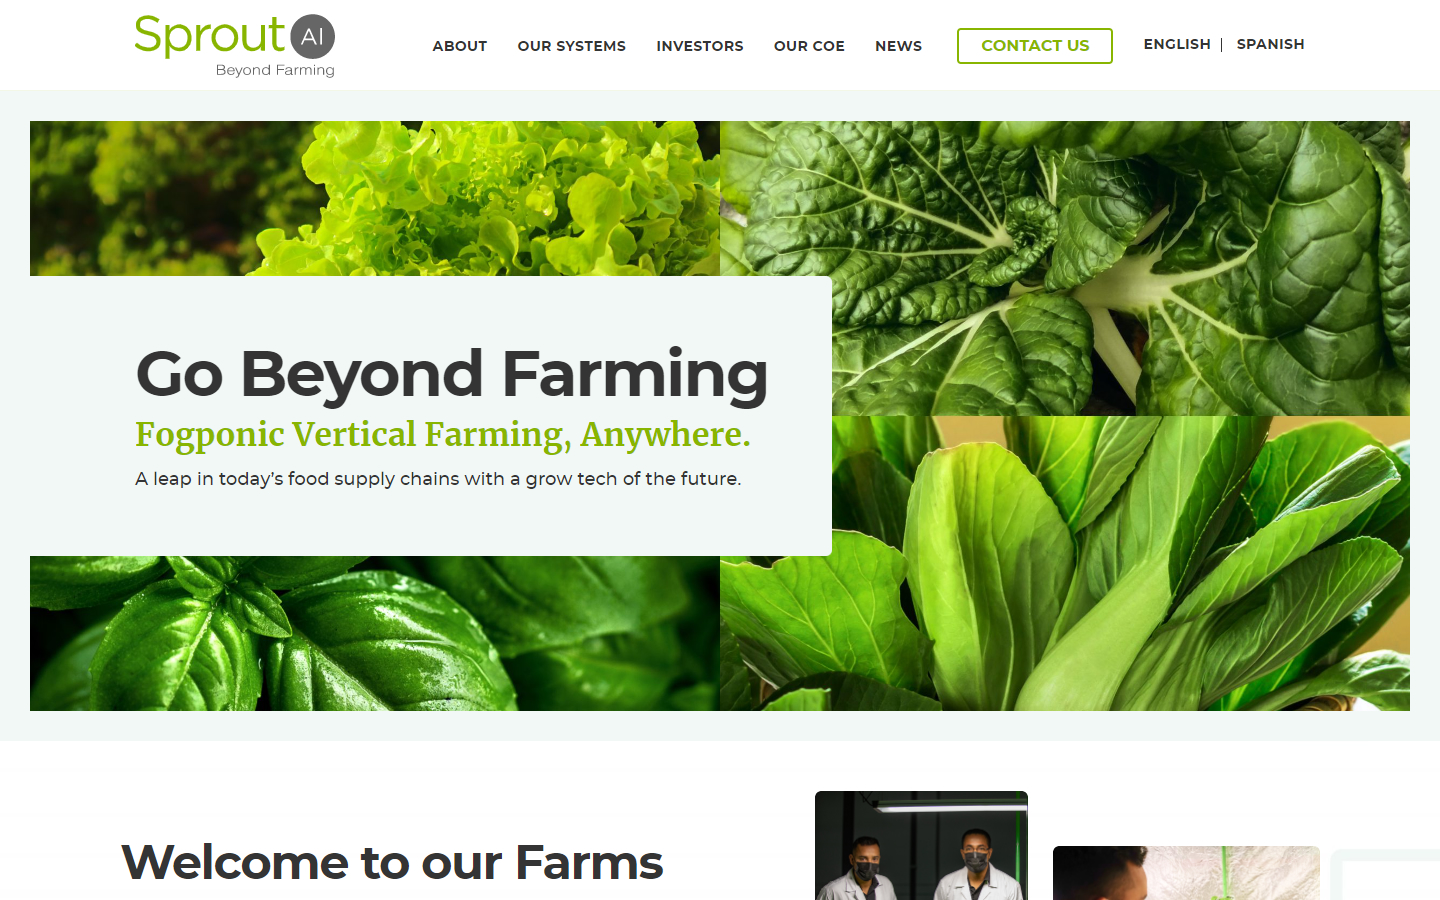 Sprout AI
Beyond Farming
ABOUT
OUR SYSTEMS
INVESTORS
OUR COE
NEWS
CONTACT US
ENGLISH |
SPANISH
Go Beyond Farming
Fogponic Vertical Farming, Anywhere.
A leap in today’s food supply chains with a grow tech of the future.
Welcome to our Farms